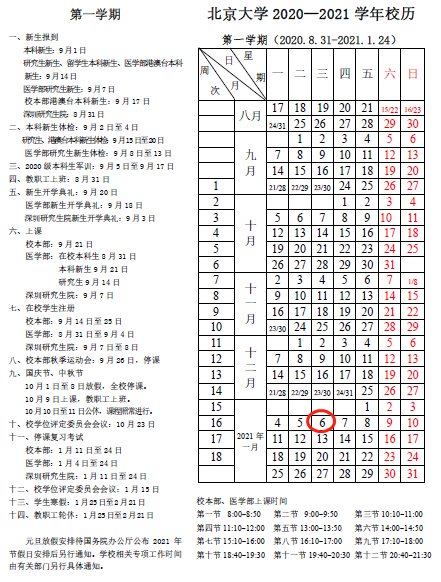 第一学期
一、新生报到
本科新生：9月1日
研究生新生、留学生本科新生、医学部港澳台本科
新生：9月14日
医学部研究生新生：9月7日
校本部港澳台本科新生：9月17日
深圳研究生院：8月31日
二、本科新生体检：9月2日至4日
研究生、港澳台本科新生体检：9月15日至20日
医学部研究生新生体检：9月8日至13日
三、2020级本科生军训：9月5日至9月17日
四、教职工上班：8月31日
五、新生开学典礼：9月20日
医学部新生开学典礼：9月18日
深圳研究生院新生开学典礼：9月3日
六、上课
校本部：9月21日
医学部：在校本科生8月31日
本科新生9月21日
研究生9月14日
深圳研究生院：9月7日
七、在校学生注册
校本部：9月14日至25日
医学部：8月31日至9月4日
深圳研究生院：9月7日至8日
八、校本部秋季运动会：9月26日，停课
九、国庆节、中秋节
10月1日至8日放假，全校停课。
10月9日上课，教职工上班。
10月10日至11日公休，课程照常进行。
十、校学位评定委员会会议：10月23日
十一、停课复习考试
校本部：1月11日至24日
医学部：1月4日至24日
深圳研究生院：1月11日至24日
十二、校学位评定委员会会议：1月15日
十三、学生寒假：1月25日至2月21日
十四、教职工轮休：1月25日至2月21日
元旦放假安排待国务院办公厅公布2021年
节假日安排后另行通知。学校相关专项工作时间
由有关部门另行具体通知。
北京大学2020—2021学年校历
第一学期（2020.8.31-2021.1.24）
周次 日月 星期 一 二 三 四 五 六 日
八月 17 18 19 20 21 15/22 16/23
24/31 25 26 27 28 29 30
九月 1 2 3 4 5 6
7 8 9 10 11 12 13
14 15 16 17 18 19 20
1 21/28 22/29 23/30 24 25 26 27
2 十月 1 2 3 4
3 5 6 7 8 9 10 11
4 12 13 14 15 16 17 18
5 19 20 21 22 23 24 25
6 26 27 28 29 30 31
7 十一月 2 3 4 5 6 7 1/8
8 9 10 11 12 13 14 15
9 16 17 18 19 20 21 22
10 23/30 24 25 26 27 28 29
11 十二月 1 2 3 4 5 6
12 7 8 9 10 11 12 13
13 14 15 16 17 18 19 20
14 21/28 22/29 23/30 24/31 25 26 27
15 2021年一月 1 2 3
16 4 5 6 7 8 9 10
17 11 12 13 14 15 16 17
18 18 19 20 21 22 23 24
25 26 27 28 29 30 31
校本部、医学部上课时间
第一节 8:00-8:50 第二节 9:00-9:50 第三节 10:10-11:00
第四节 11:10-12:00 第五节 13:00-13:50 第六节 14:00-14:50
第七节 15:10-16:00 第八节 16:10-17:00 第九节 17:10-18:00
第十节 18:40-19:30 第十一节 19:40-20:30 第十二节 20:40-21:30